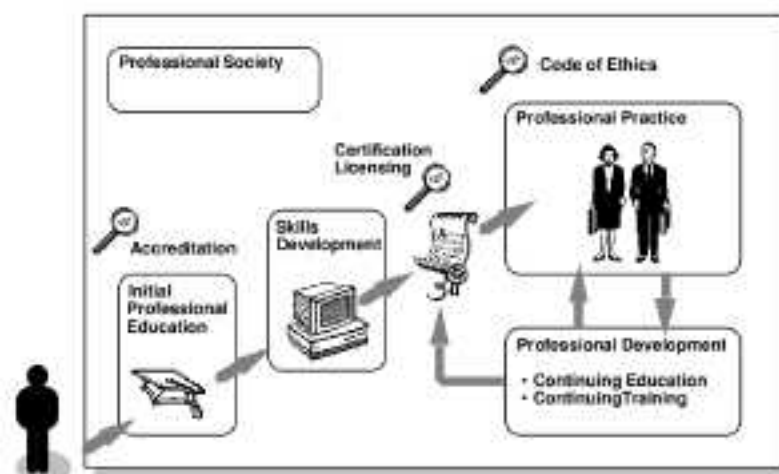 Professional Society
Code of Ethics
Professional Practice
Certification
Licensing
Accreditation
Skills
Development
Initial
Professional
Education
Professional Development
• Continuing Education
• ContinuingTraining